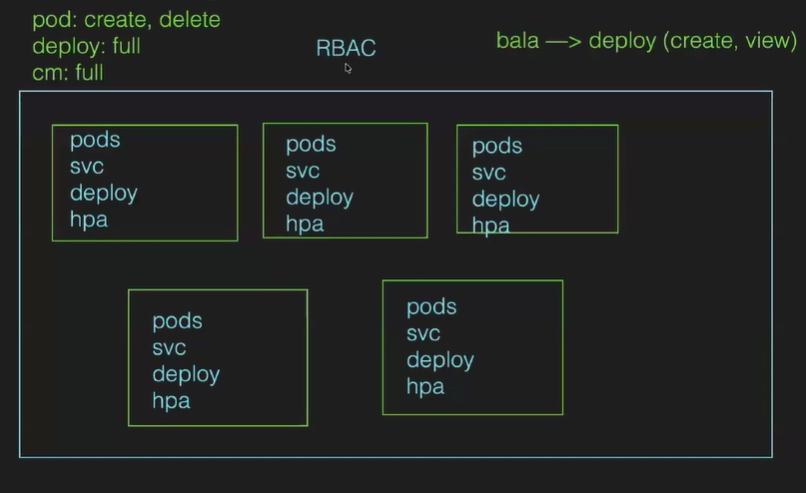 pod: create, delete
deploy: full
cm: full
RBAC
bala —> deploy (create, view)
pods
svc
deploy
hpa
pods
svc
deploy
hpa
pods
svc
deploy
hpa
pods
svc
deploy
hpa
pods
svc
deploy
hpa